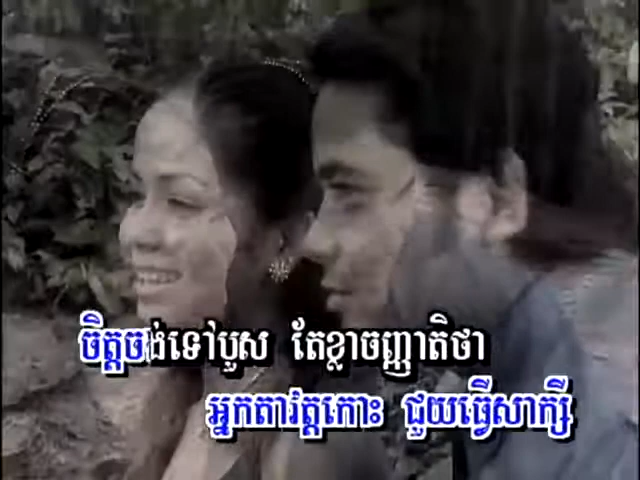 ចិត្តចង់ទៅបួស តែខ្លាចញាតិថា
អ្នកតាវត្តកោះ ជួយធ្វើសាក្សី